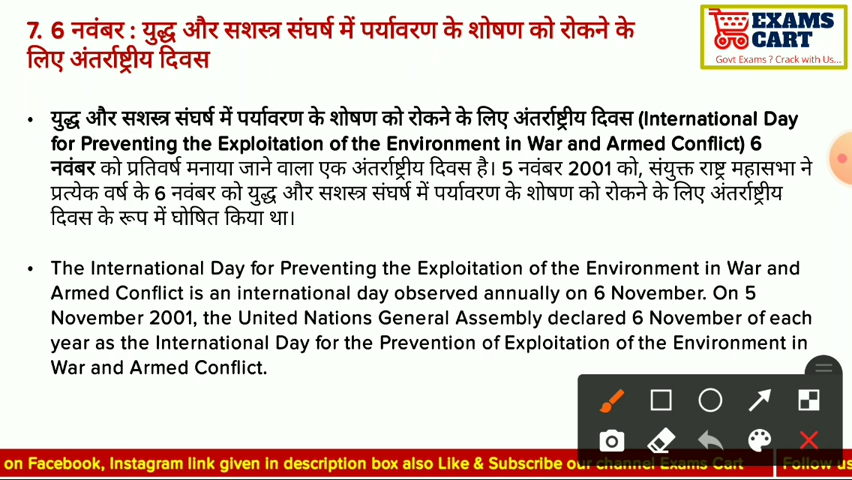 7. 6 नवंबर : युद्ध और सशस्त्र संघर्ष में पर्यावरण के शोषण को रोकने के
लिए अंतर्राष्ट्रीय दिवस
EXAMS
CART
Govt Exams ? Crack with Us...
• युद्ध और सशस्त्र संघर्ष में पर्यावरण के शोषण को रोकने के लिए अंतर्राष्ट्रीय दिवस (International Day
for Preventing the Exploitation of the Environment in War and Armed Conflict) 6
नवंबर को प्रतिवर्ष मनाया जाने वाला एक अंतर्राष्ट्रीय दिवस है। 5 नवंबर 2001 को, संयुक्त राष्ट्र महासभा ने
प्रत्येक वर्ष के 6 नवंबर को युद्ध और सशस्त्र संघर्ष में पर्यावरण के शोषण को रोकने के लिए अंतर्राष्ट्रीय
दिवस के रूप में घोषित किया था।
• The International Day for Preventing the Exploitation of the Environment in War and
Armed Conflict is an international day observed annually on 6 November. On 5
November 2001, the United Nations General Assembly declared 6 November of each
year as the International Day for the Prevention of Exploitation of the Environment in
War and Armed Conflict.
on Facebook, Instagram link given in description box also Like & Subscribe our channel Exams Cart
Follow us